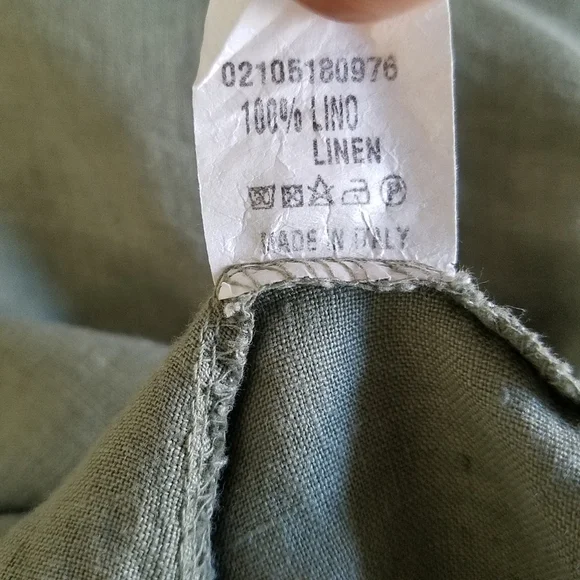 02105180976
100% LINO
LINEN
MADE IN ITALY